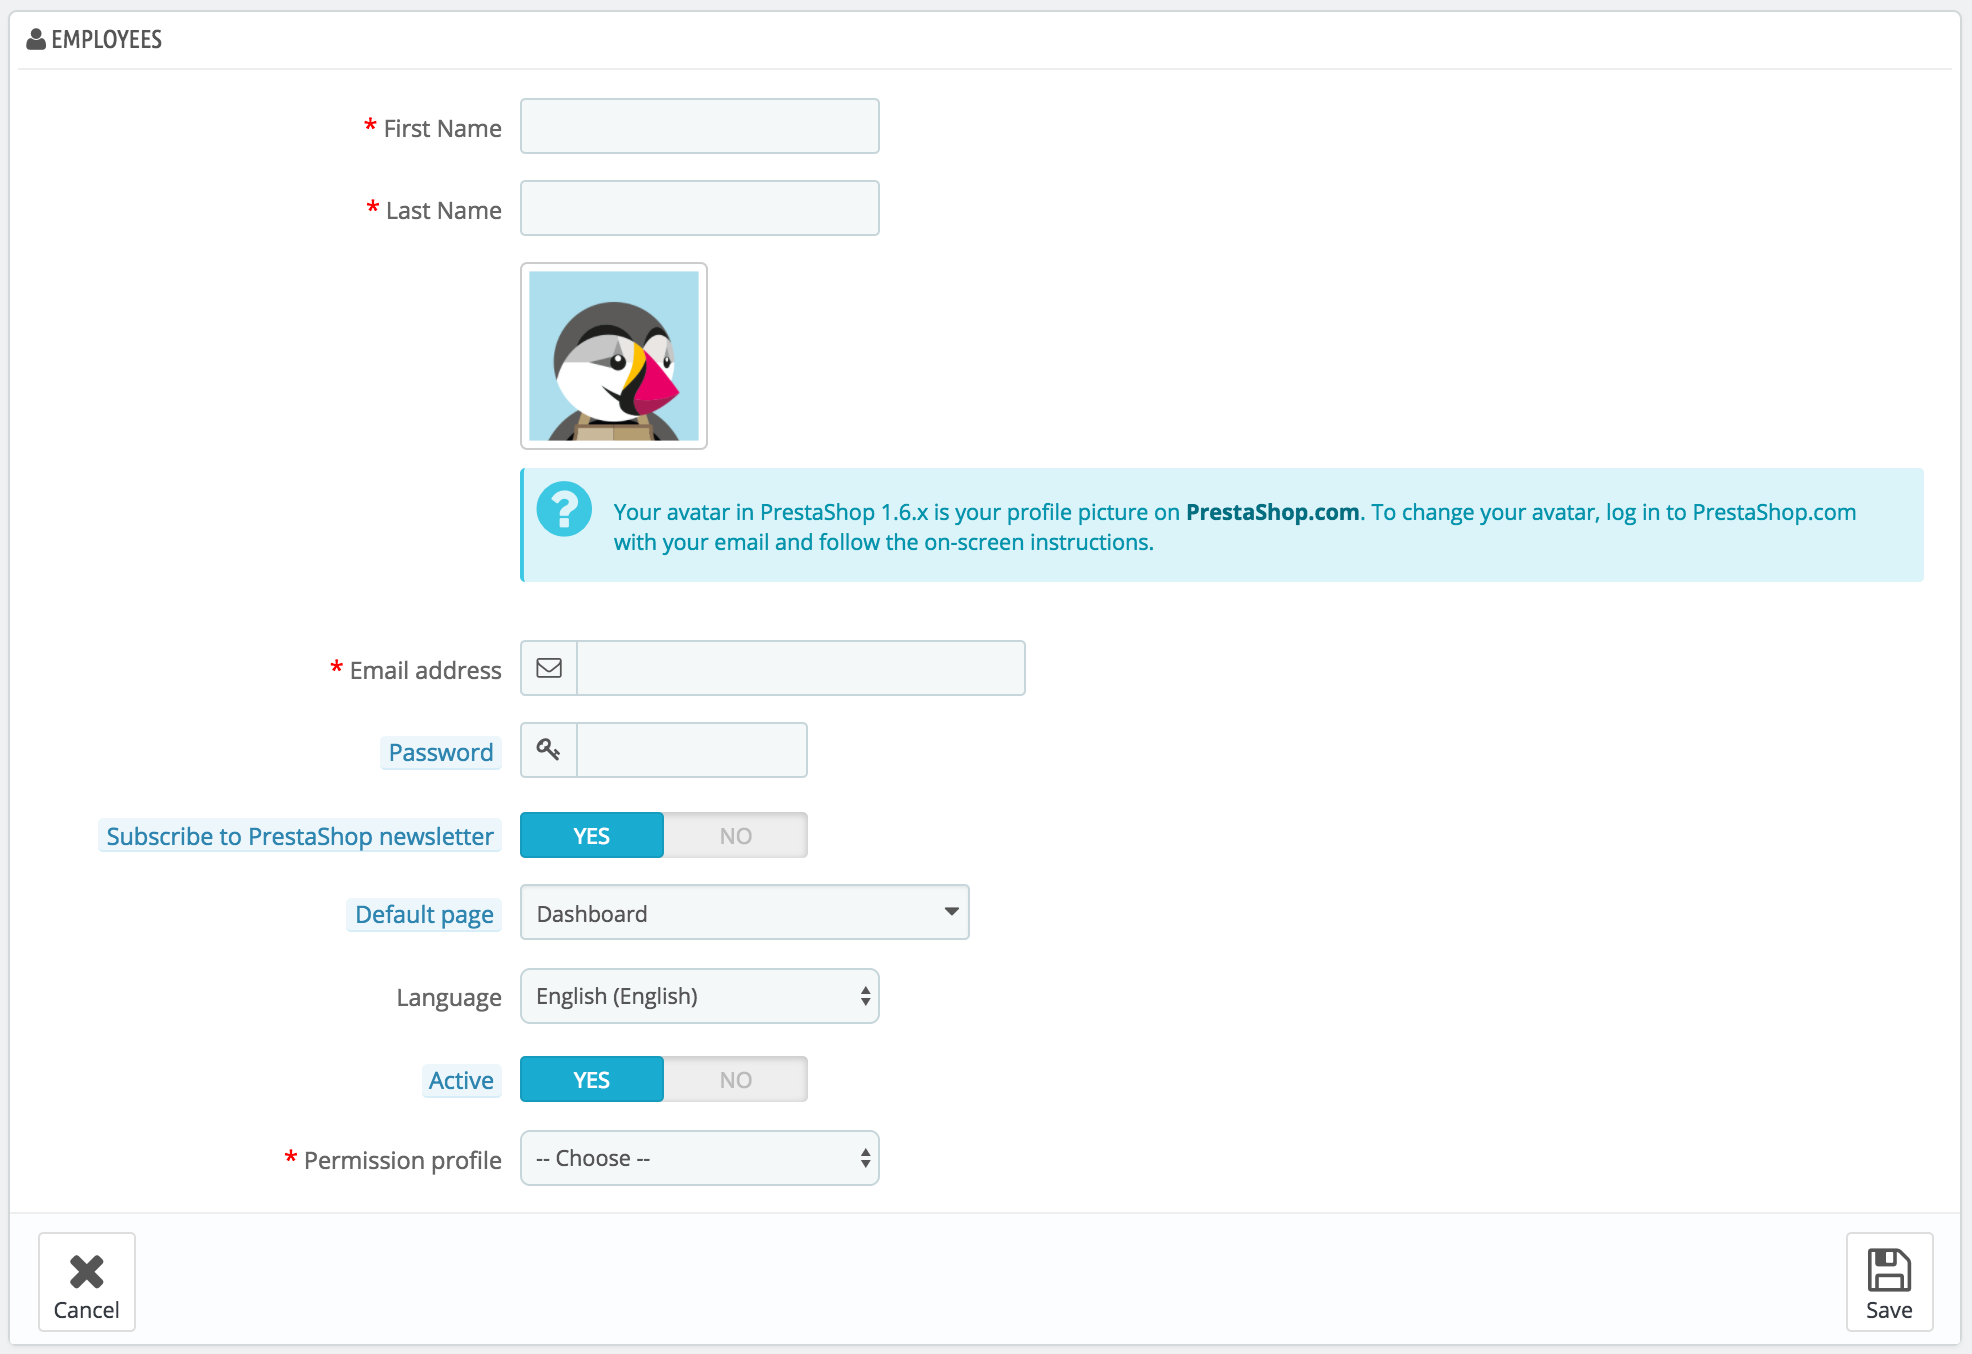 EMPLOYEES
* First Name
* Last Name
Your avatar in PrestaShop 1.6.x is your profile picture on PrestaShop.com. To change your avatar, log in to PrestaShop.com
with your email and follow the on-screen instructions.
* Email address
Password
Subscribe to PrestaShop newsletter YES NO
Default page Dashboard
Language English (English)
Active YES NO
* Permission profile -- Choose --
Cancel Save